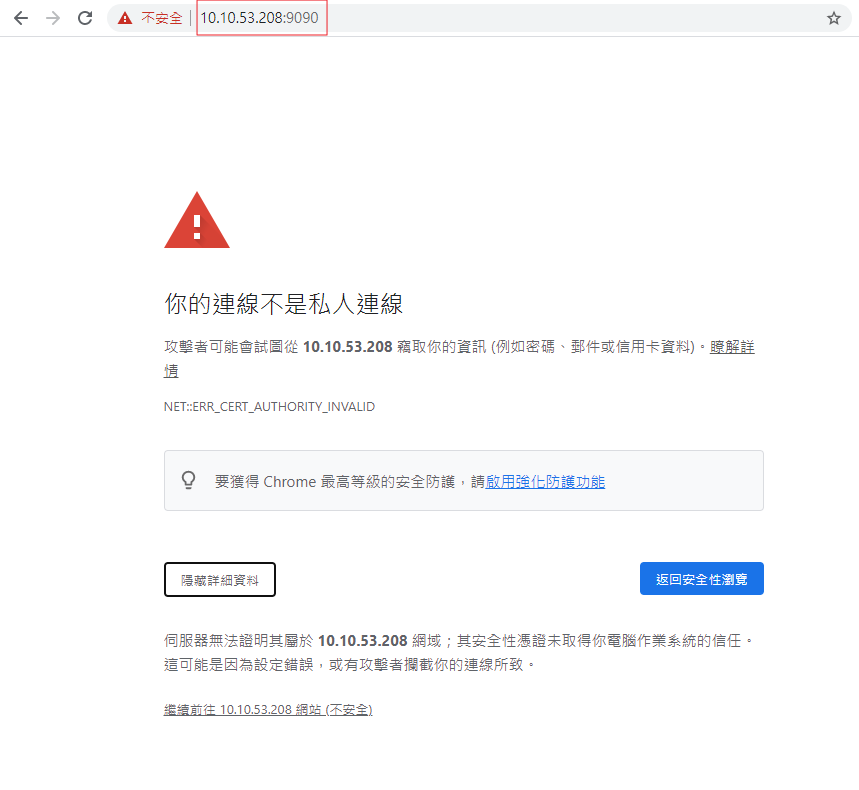 不安全 | 10.10.53.208:9090
你的連線不是私人連線
攻擊者可能會試圖從 10.10.53.208 竊取你的資訊 (例如密碼、郵件或信用卡資料)。瞭解詳
情
NET::ERR_CERT_AUTHORITY_INVALID
要獲得 Chrome 最高等級的安全防護，請啟用強化防護功能
隱藏詳細資料
返回安全性瀏覽
伺服器無法證明其屬於 10.10.53.208 網域；其安全性憑證未取得你電腦作業系統的信任。
這可能是因為設定錯誤，或有攻擊者攔截你的連線所致。
繼續前往 10.10.53.208 網站 (不安全)